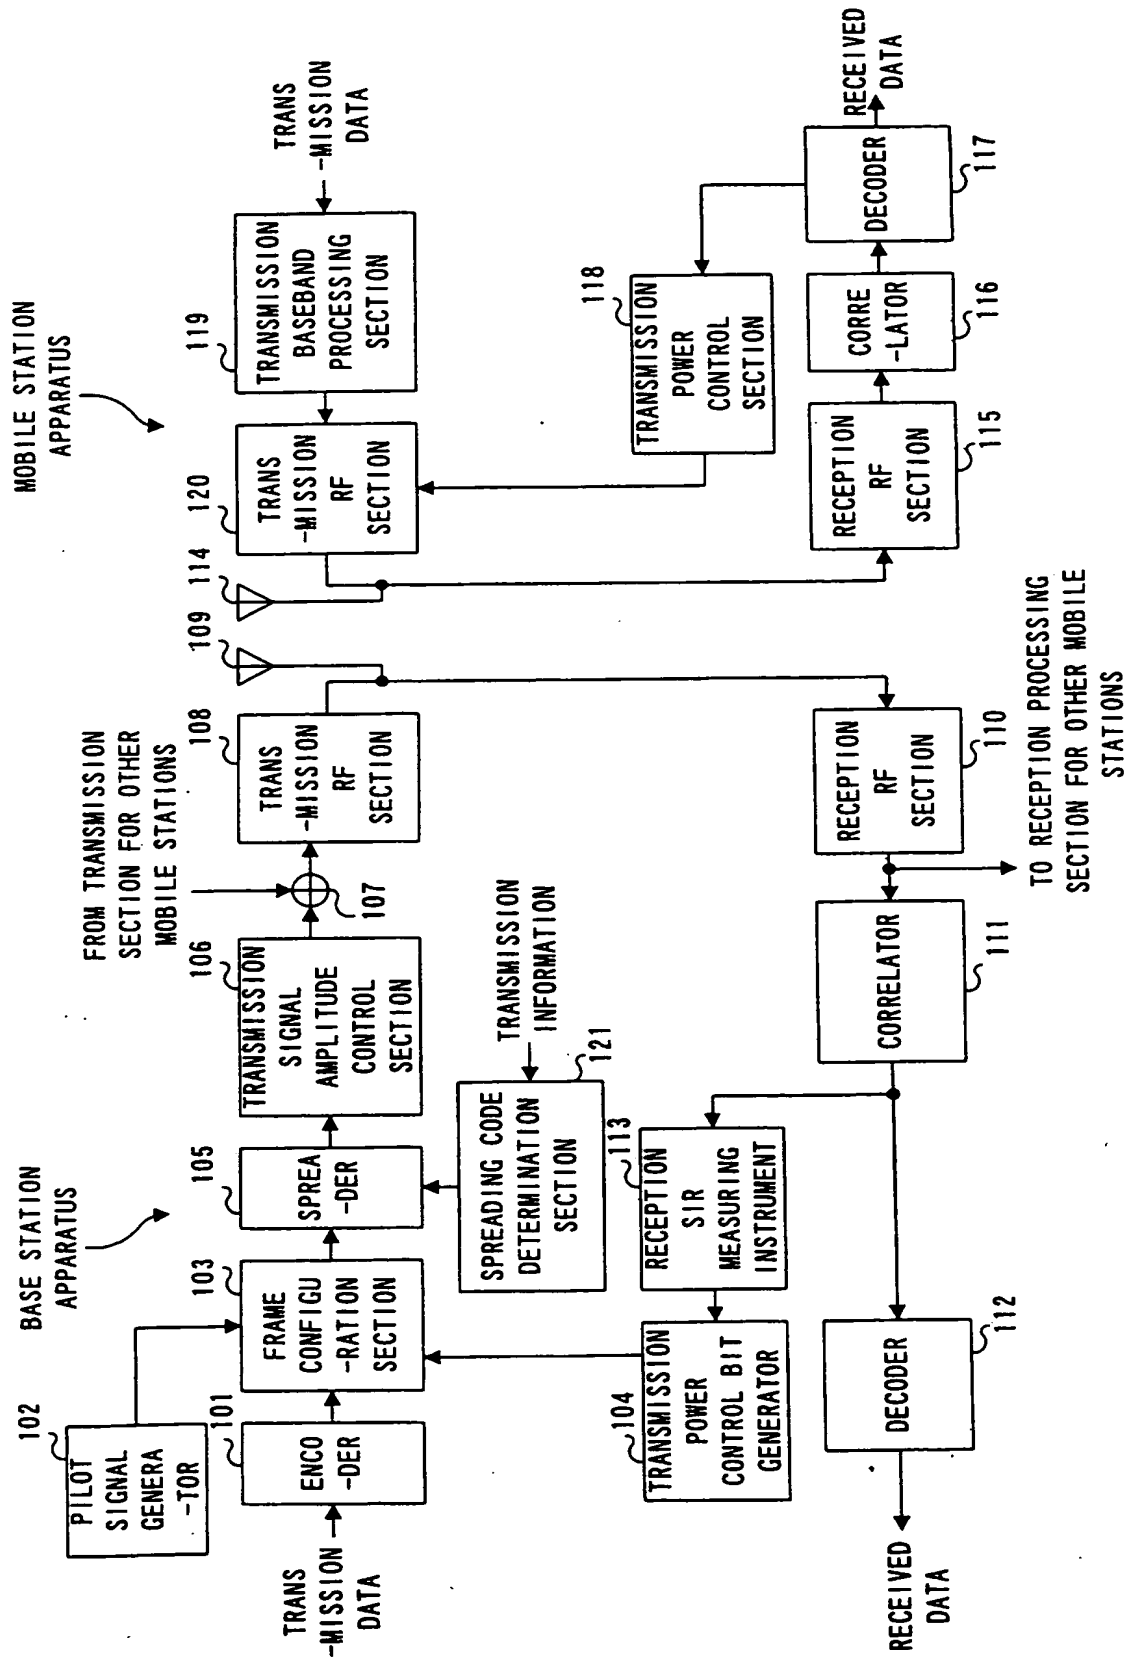 BASE STATION
APPARATUS
MOBILE STATION
APPARATUS
FROM TRANSMISSION
SECTION FOR OTHER
MOBILE STATIONS
102
PILOT
SIGNAL
GENERA
-TOR
TRANS
-MISSION
DATA
101
ENCO
-DER
103
FRAME
CONFIGU
-RATION
SECTION
105
SPREA
-DER
106
TRANSMISSION
SIGNAL
AMPLITUDE
CONTROL
SECTION
107
108
TRANS
-MISSION
RF
SECTION
109
114
120
TRANS
-MISSION
RF
SECTION
119
TRANSMISSION
BASEBAND
PROCESSING
SECTION
TRANS
-MISSION
DATA
SPREADING CODE
DETERMINATION
SECTION
121
TRANSMISSION
INFORMATION
104
TRANSMISSION
POWER
CONTROL BIT
GENERATOR
113
RECEPTION
SIR
MEASURING
INSTRUMENT
118
TRANSMISSION
POWER
CONTROL
SECTION
RECEIVED
DATA
DECODER
112
CORRELATOR
111
RECEPTION
RF
SECTION
110
TO RECEPTION PROCESSING
SECTION FOR OTHER MOBILE
STATIONS
RECEPTION
RF
SECTION
115
CORRE
-LATOR
116
DECODER
117
RECEIVED
DATA